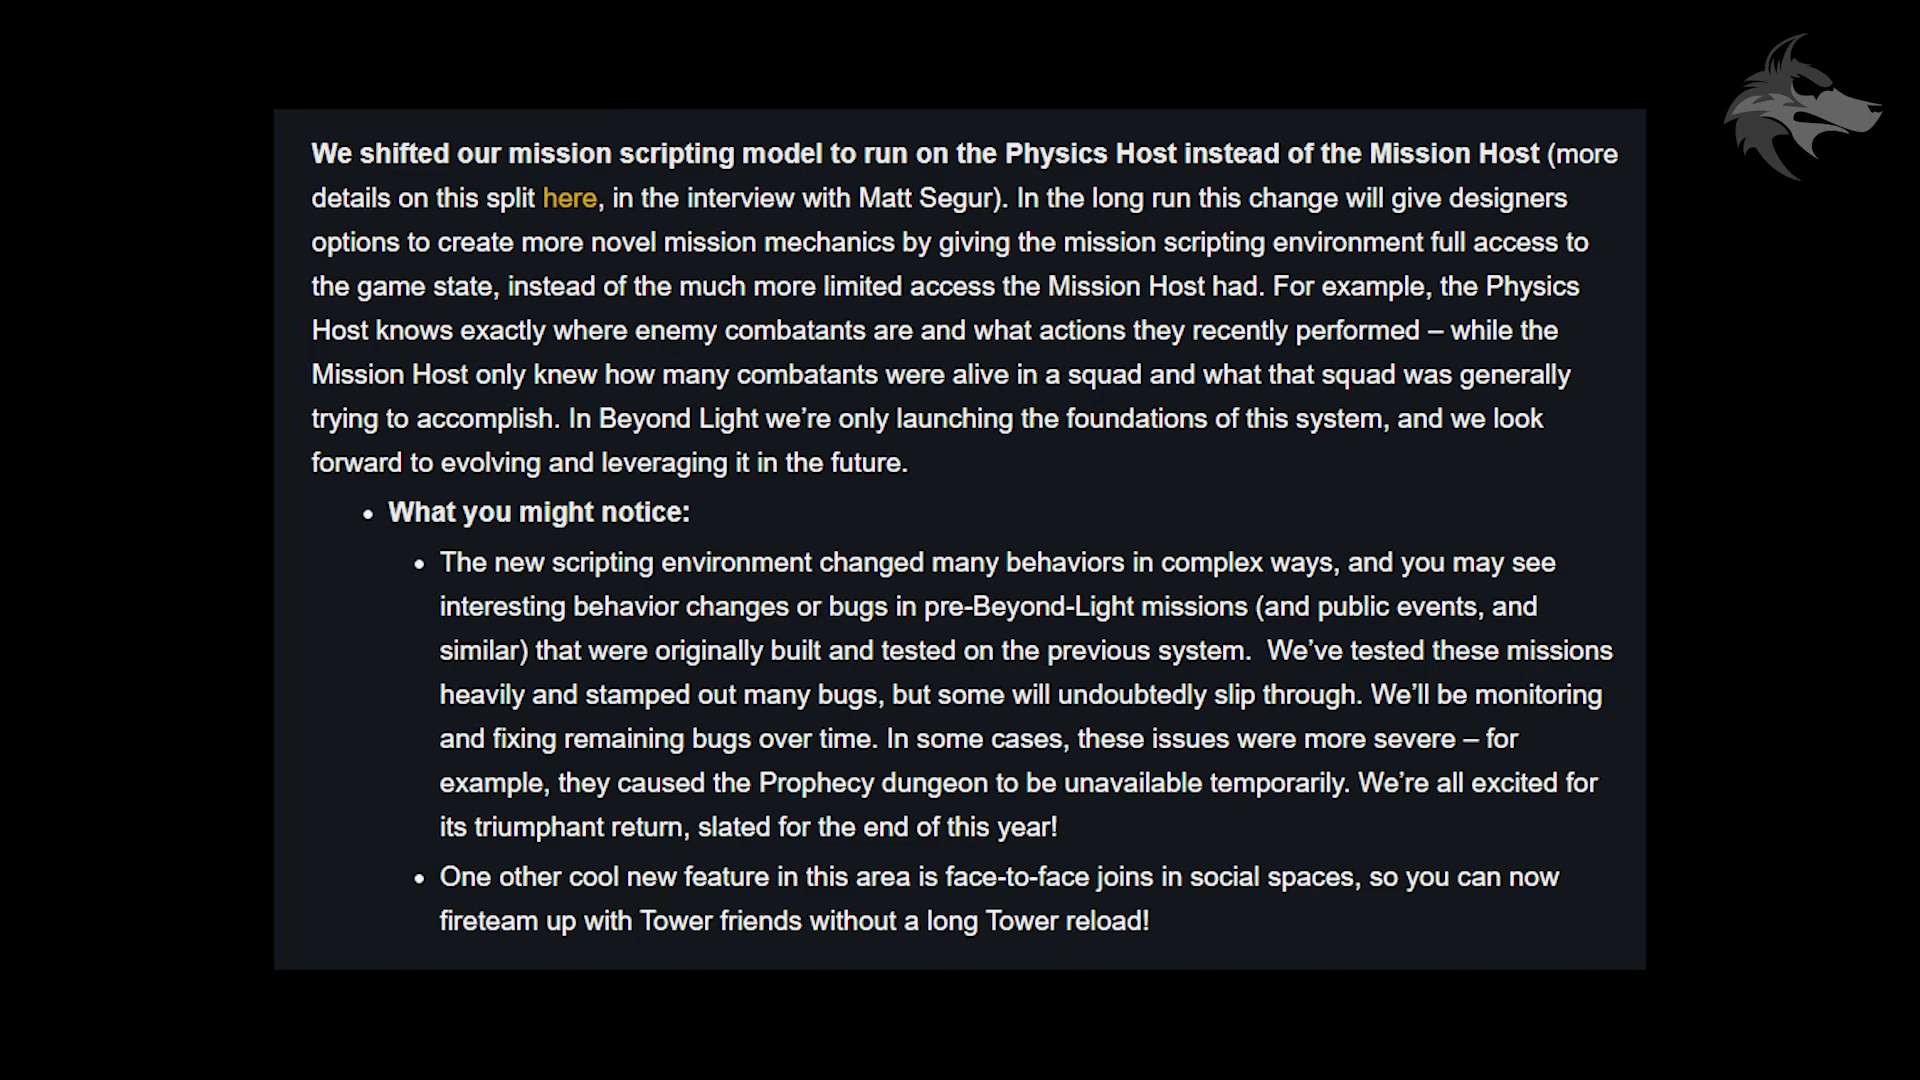 We shifted our mission scripting model to run on the Physics Host instead of the Mission Host (more
details on this split here, in the interview with Matt Segur). In the long run this change will give designers
options to create more novel mission mechanics by giving the mission scripting environment full access to
the game state, instead of the much more limited access the Mission Host had. For example, the Physics
Host knows exactly where enemy combatants are and what actions they recently performed – while the
Mission Host only knew how many combatants were alive in a squad and what that squad was generally
trying to accomplish. In Beyond Light we’re only launching the foundations of this system, and we look
forward to evolving and leveraging it in the future.
• What you might notice:
• The new scripting environment changed many behaviors in complex ways, and you may see
interesting behavior changes or bugs in pre-Beyond-Light missions (and public events, and
similar) that were originally built and tested on the previous system.  We’ve tested these missions
heavily and stamped out many bugs, but some will undoubtedly slip through. We’ll be monitoring
and fixing remaining bugs over time. In some cases, these issues were more severe – for
example, they caused the Prophecy dungeon to be unavailable temporarily. We’re all excited for
its triumphant return, slated for the end of this year!
• One other cool new feature in this area is face-to-face joins in social spaces, so you can now
fireteam up with Tower friends without a long Tower reload!